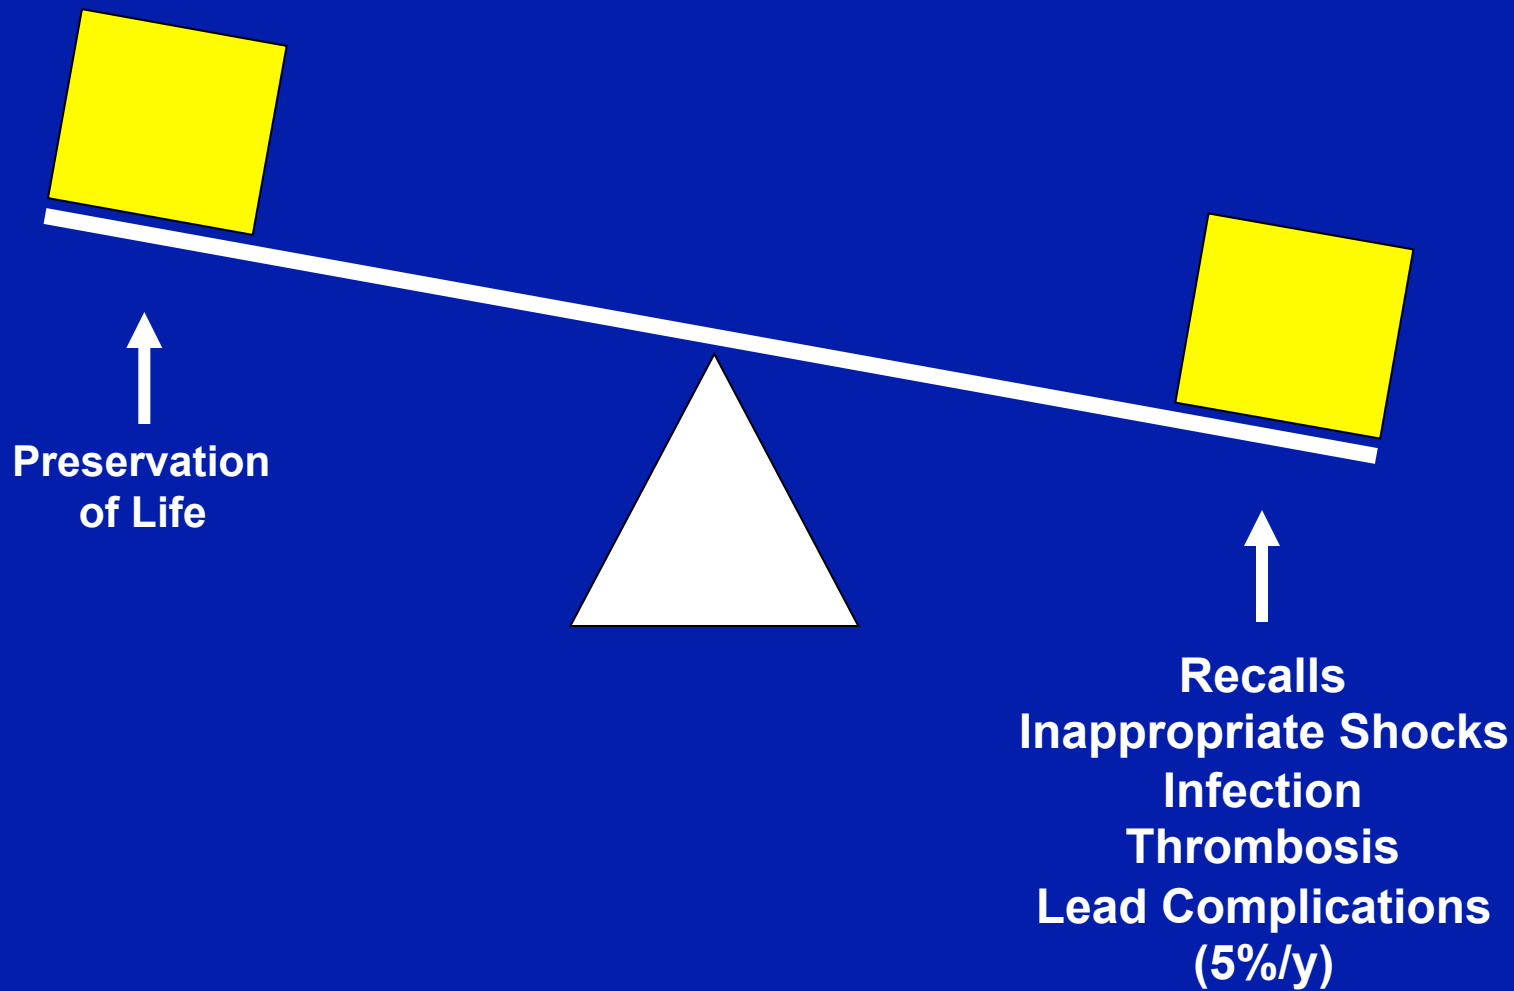 Preservation
of Life
Recalls
Inappropriate Shocks
Infection
Thrombosis
Lead Complications
(5%/y)